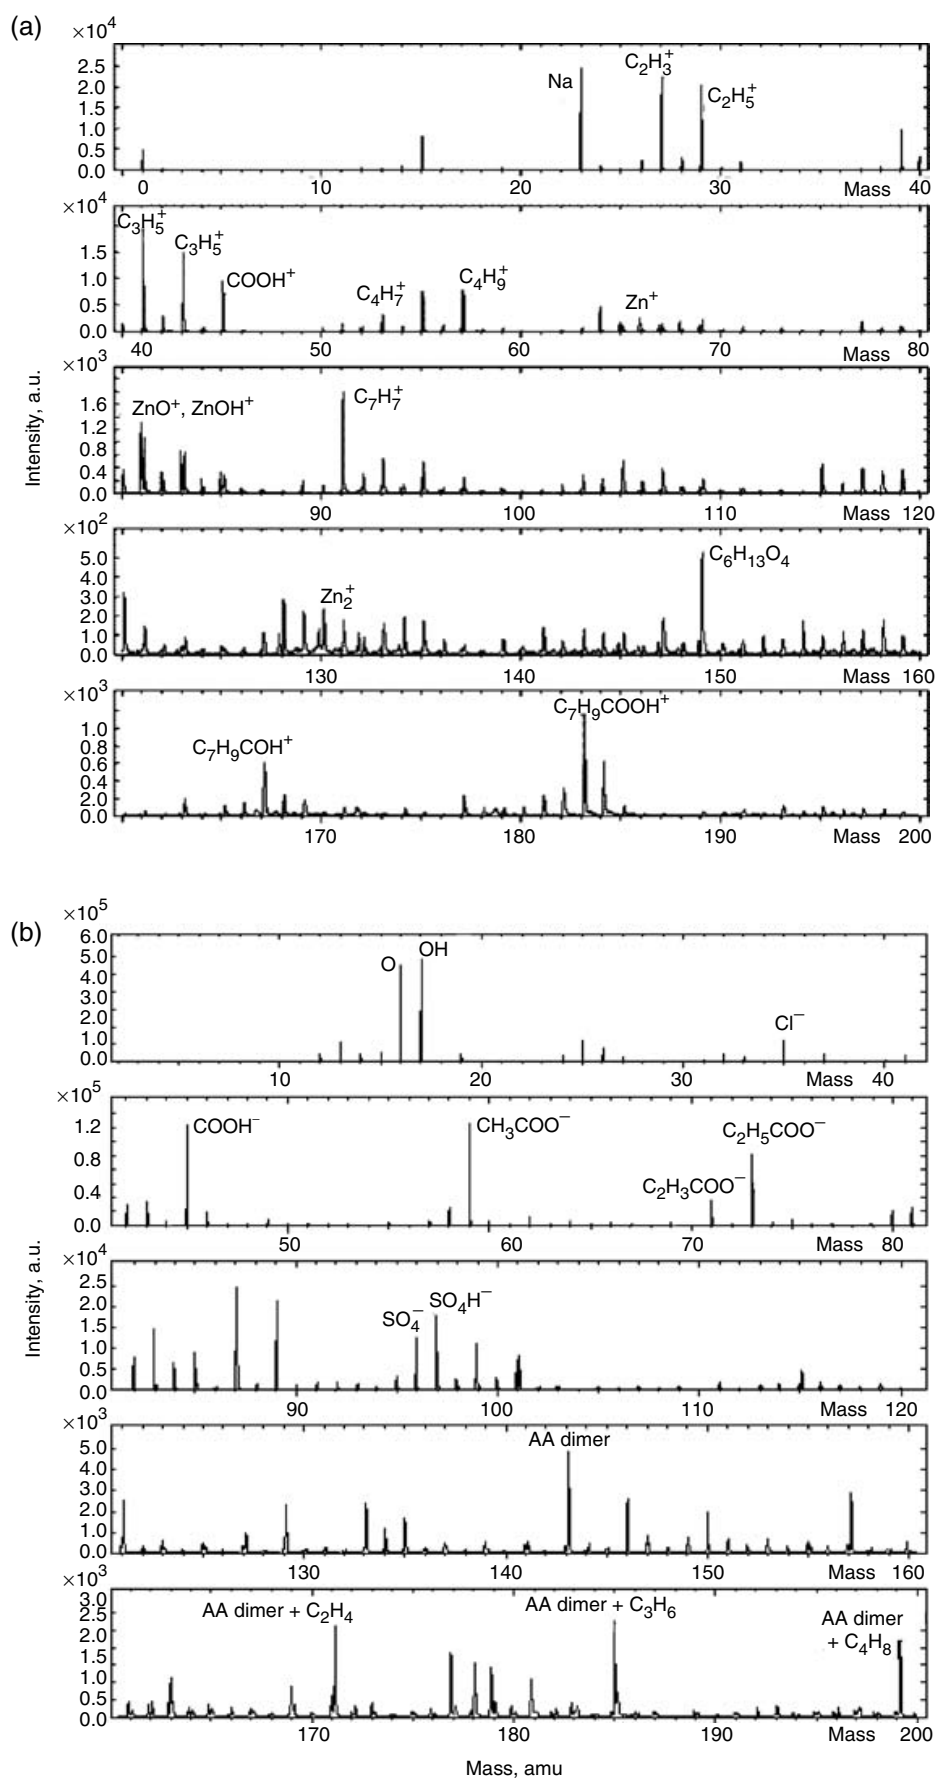 (a)
×10⁴
2.5
2.0
1.5
1.0
0.5
0.0
Na
C₂H₃⁺
C₂H₅⁺
0 10 20 30 Mass 40
×10⁴
1.5
1.0
0.5
0.0
C₃H₅⁺
C₃H₅⁺
COOH⁺
C₄H₇⁺
C₄H₉⁺
Zn⁺
40 50 60 70 Mass 80
Intensity, a.u.
×10³
1.6
1.2
0.8
0.4
0.0
ZnO⁺, ZnOH⁺
C₇H₇⁺
90 100 110 Mass 120
×10²
5.0
4.0
3.0
2.0
1.0
0.0
Zn₂⁺
C₆H₁₃O₄
130 140 150 Mass 160
×10³
1.0
0.8
0.6
0.4
2.0
0.0
C₇H₉COH⁺
C₇H₉COOH⁺
170 180 190 Mass 200
(b)
×10⁵
6.0
5.0
4.0
3.0
2.0
1.0
0.0
O
OH
Cl⁻
10 20 30 Mass 40
×10⁵
1.2
0.8
0.4
0.0
COOH⁻
CH₃COO⁻
C₂H₃COO⁻
C₂H₅COO⁻
50 60 70 Mass 80
Intensity, a.u.
×10⁴
2.5
2.0
1.5
1.0
0.5
0.0
SO₄⁻
SO₄H⁻
90 100 110 Mass 120
×10³
5.0
4.0
3.0
2.0
1.0
0.0
AA dimer
130 140 150 Mass 160
×10³
3.0
2.5
2.0
1.5
1.0
0.5
0.0
AA dimer + C₂H₄
AA dimer + C₃H₆
AA dimer
+ C₄H₈
170 180 190 Mass 200
Mass, amu